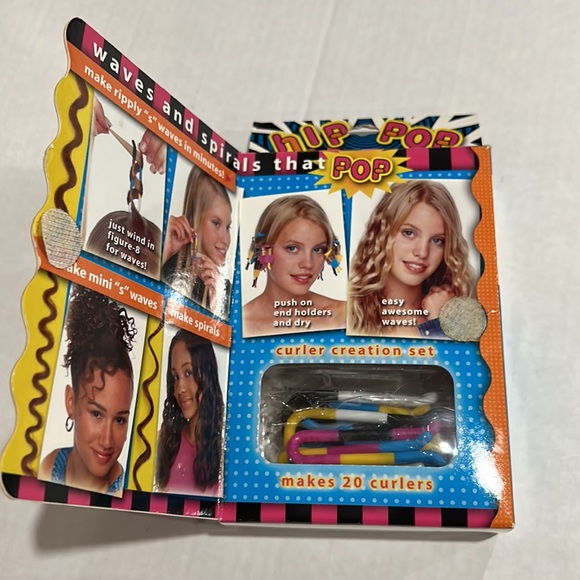 hip pop
waves and spirals that
POP
make ripply "s" waves in minutes!
just wind in
figure-8
for waves!
make mini "s" waves
make spirals
push on
end holders
and dry
easy
awesome
waves!
curler creation set
makes 20 curlers